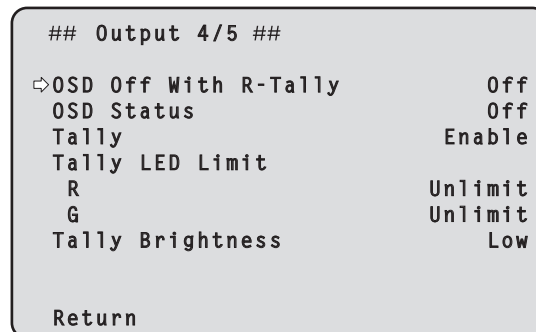 ## Output 4/5 ##
⇨OSD Off With R-Tally Off
OSD Status Off
Tally Enable
Tally LED Limit
R Unlimit
G Unlimit
Tally Brightness Low
Return